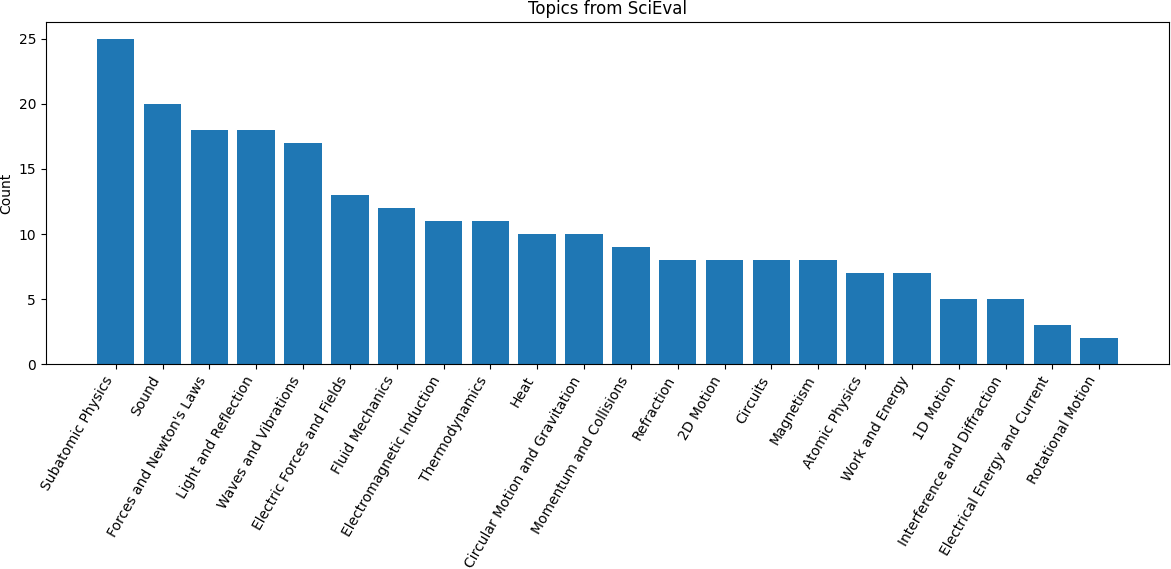 Topics from SciEval
Count
25
20
15
10
5
0
Subatomic Physics
Sound
Forces and Newton's Laws
Light and Reflection
Waves and Vibrations
Electric Forces and Fields
Fluid Mechanics
Electromagnetic Induction
Thermodynamics
Heat
Circular Motion and Gravitation
Momentum and Collisions
Refraction
2D Motion
Circuits
Magnetism
Atomic Physics
Work and Energy
1D Motion
Interference and Diffraction
Electrical Energy and Current
Rotational Motion